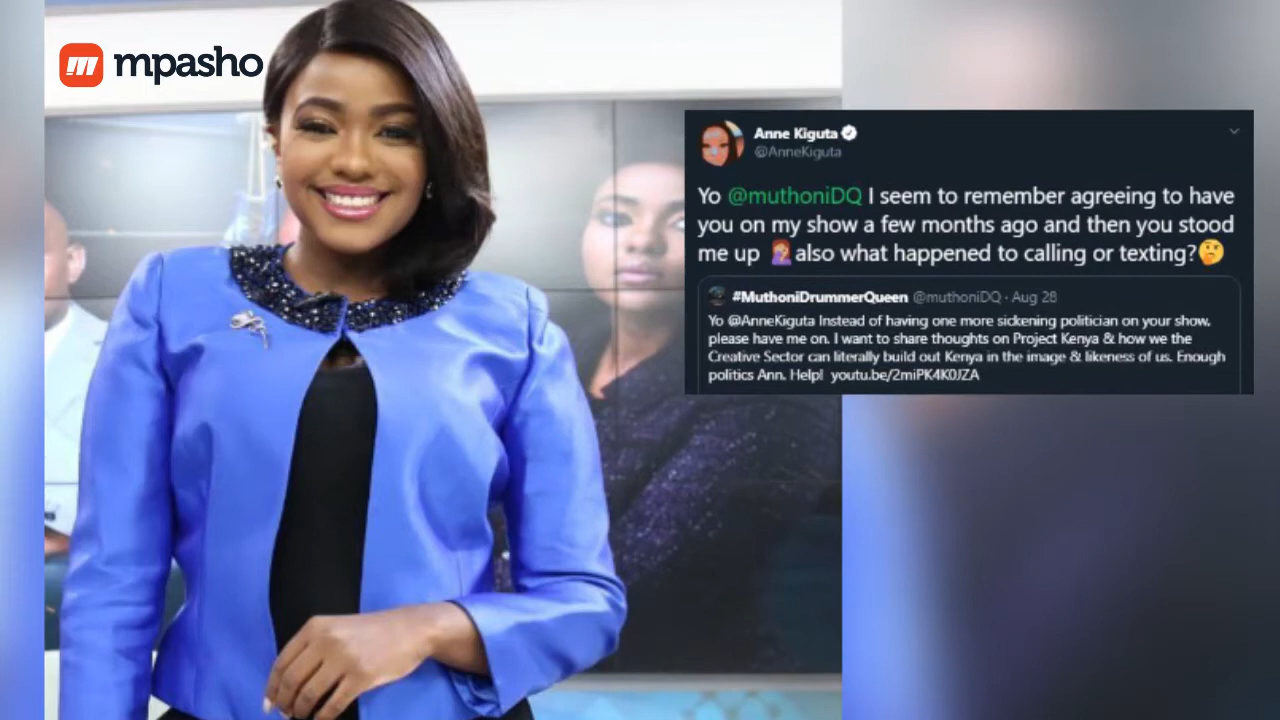 mpasho
Anne Kiguta
@AnneKiguta
Yo @muthoniDQ I seem to remember agreeing to have
you on my show a few months ago and then you stood
me up 🤦🏼‍♀️also what happened to calling or texting?🤔
#MuthoniDrummerQueen @muthoniDQ · Aug 28
Yo @AnneKiguta Instead of having one more sickening politician on your show,
please have me on. I want to share thoughts on Project Kenya & how we the
Creative Sector can literally build out Kenya in the image & likeness of us. Enough
politics Ann. Help! youtu.be/2miPK4K0JZA